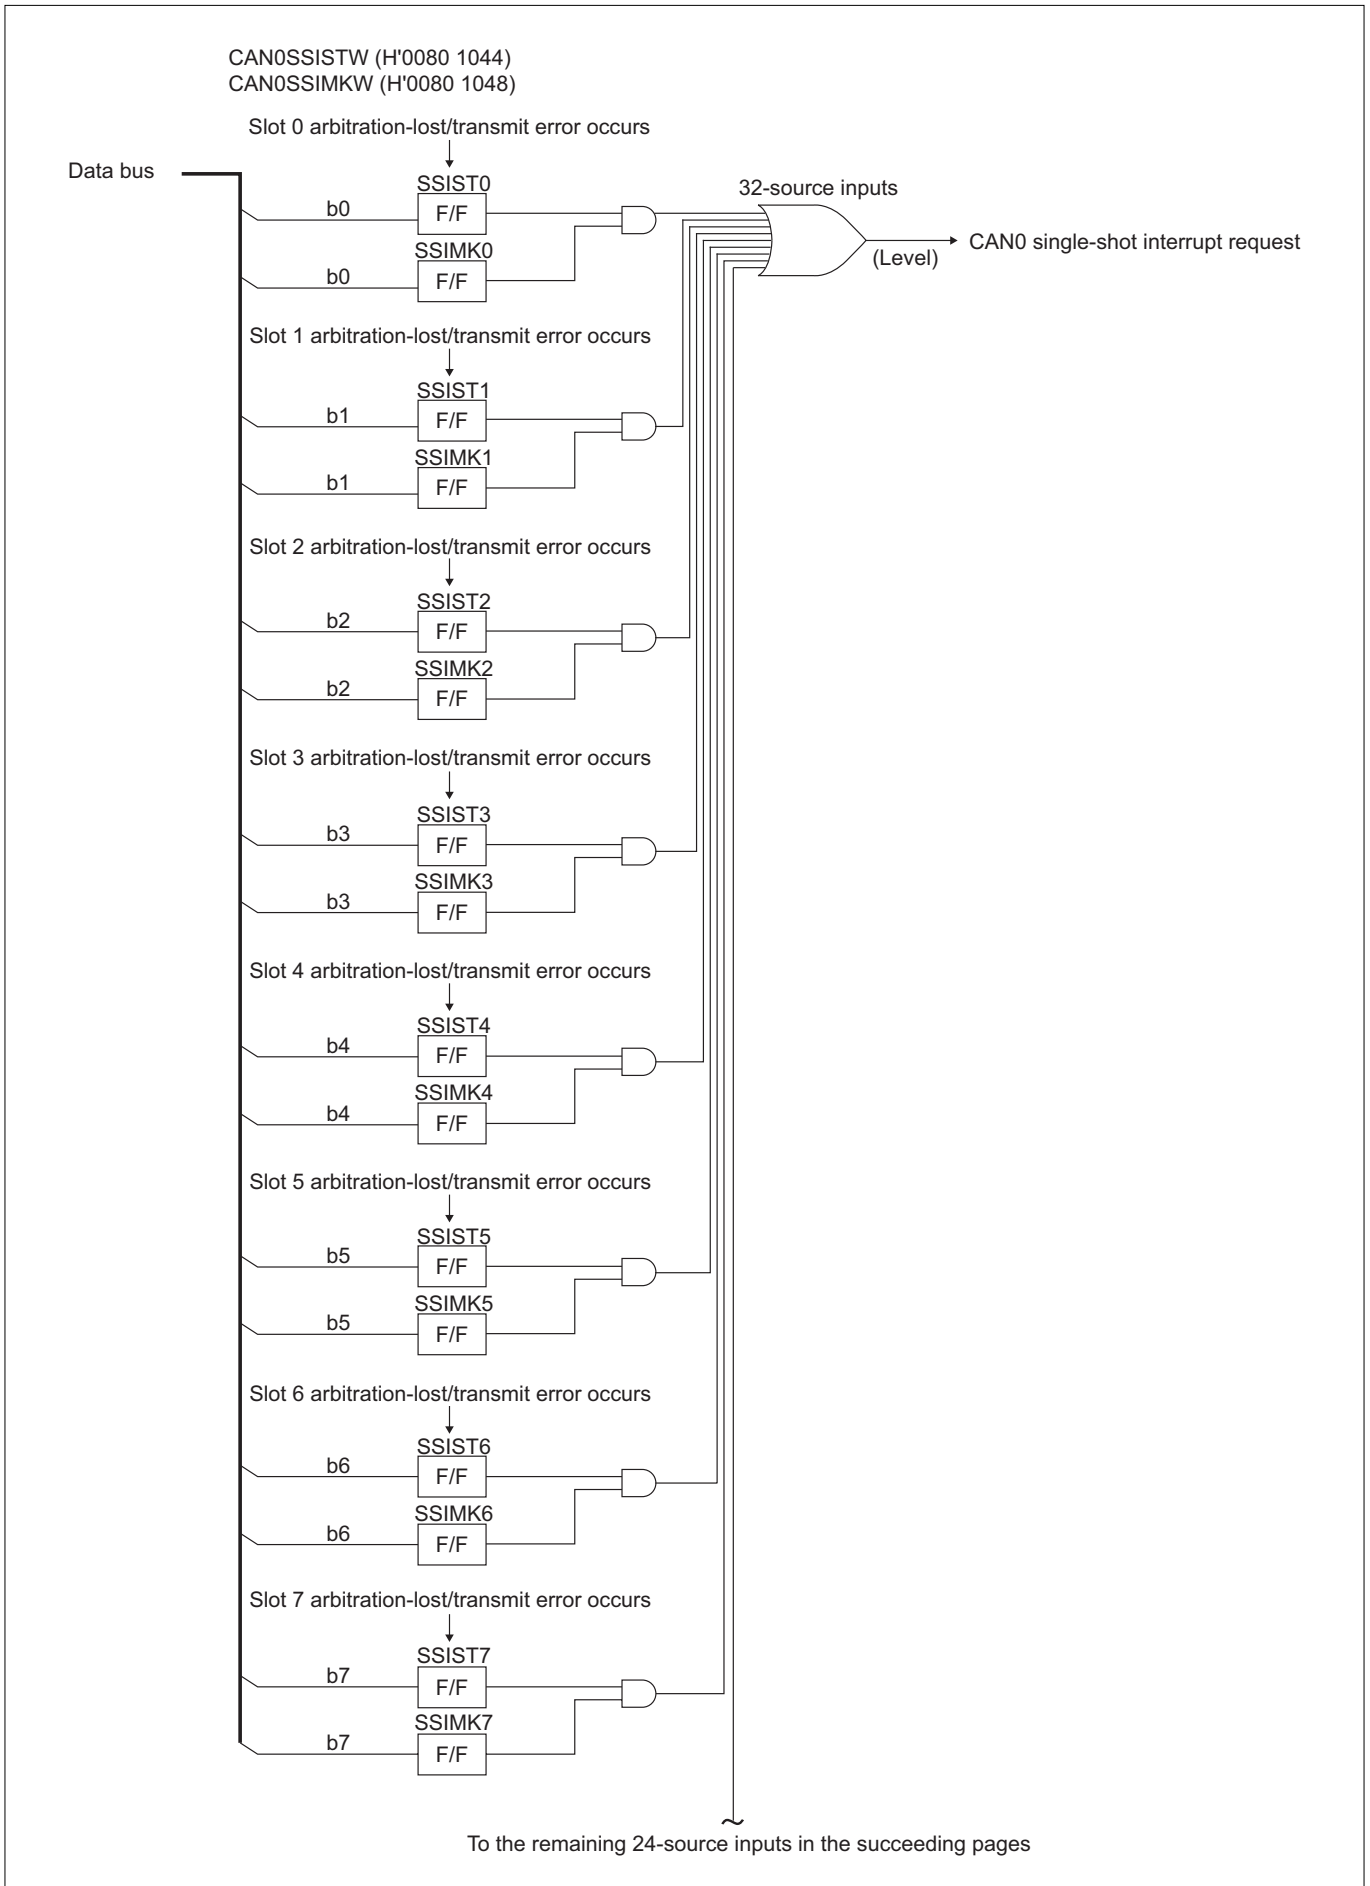 CAN0SSISTW (H'0080 1044)
CAN0SSIMKW (H'0080 1048)
Slot 0 arbitration-lost/transmit error occurs
Data bus
SSIST0
32-source inputs
b0
F/F
CAN0 single-shot interrupt request
(Level)
SSIMK0
b0
F/F
Slot 1 arbitration-lost/transmit error occurs
SSIST1
b1
F/F
SSIMK1
b1
F/F
Slot 2 arbitration-lost/transmit error occurs
SSIST2
b2
F/F
SSIMK2
b2
F/F
Slot 3 arbitration-lost/transmit error occurs
SSIST3
b3
F/F
SSIMK3
b3
F/F
Slot 4 arbitration-lost/transmit error occurs
SSIST4
b4
F/F
SSIMK4
b4
F/F
Slot 5 arbitration-lost/transmit error occurs
SSIST5
b5
F/F
SSIMK5
b5
F/F
Slot 6 arbitration-lost/transmit error occurs
SSIST6
b6
F/F
SSIMK6
b6
F/F
Slot 7 arbitration-lost/transmit error occurs
SSIST7
b7
F/F
SSIMK7
b7
F/F
To the remaining 24-source inputs in the succeeding pages